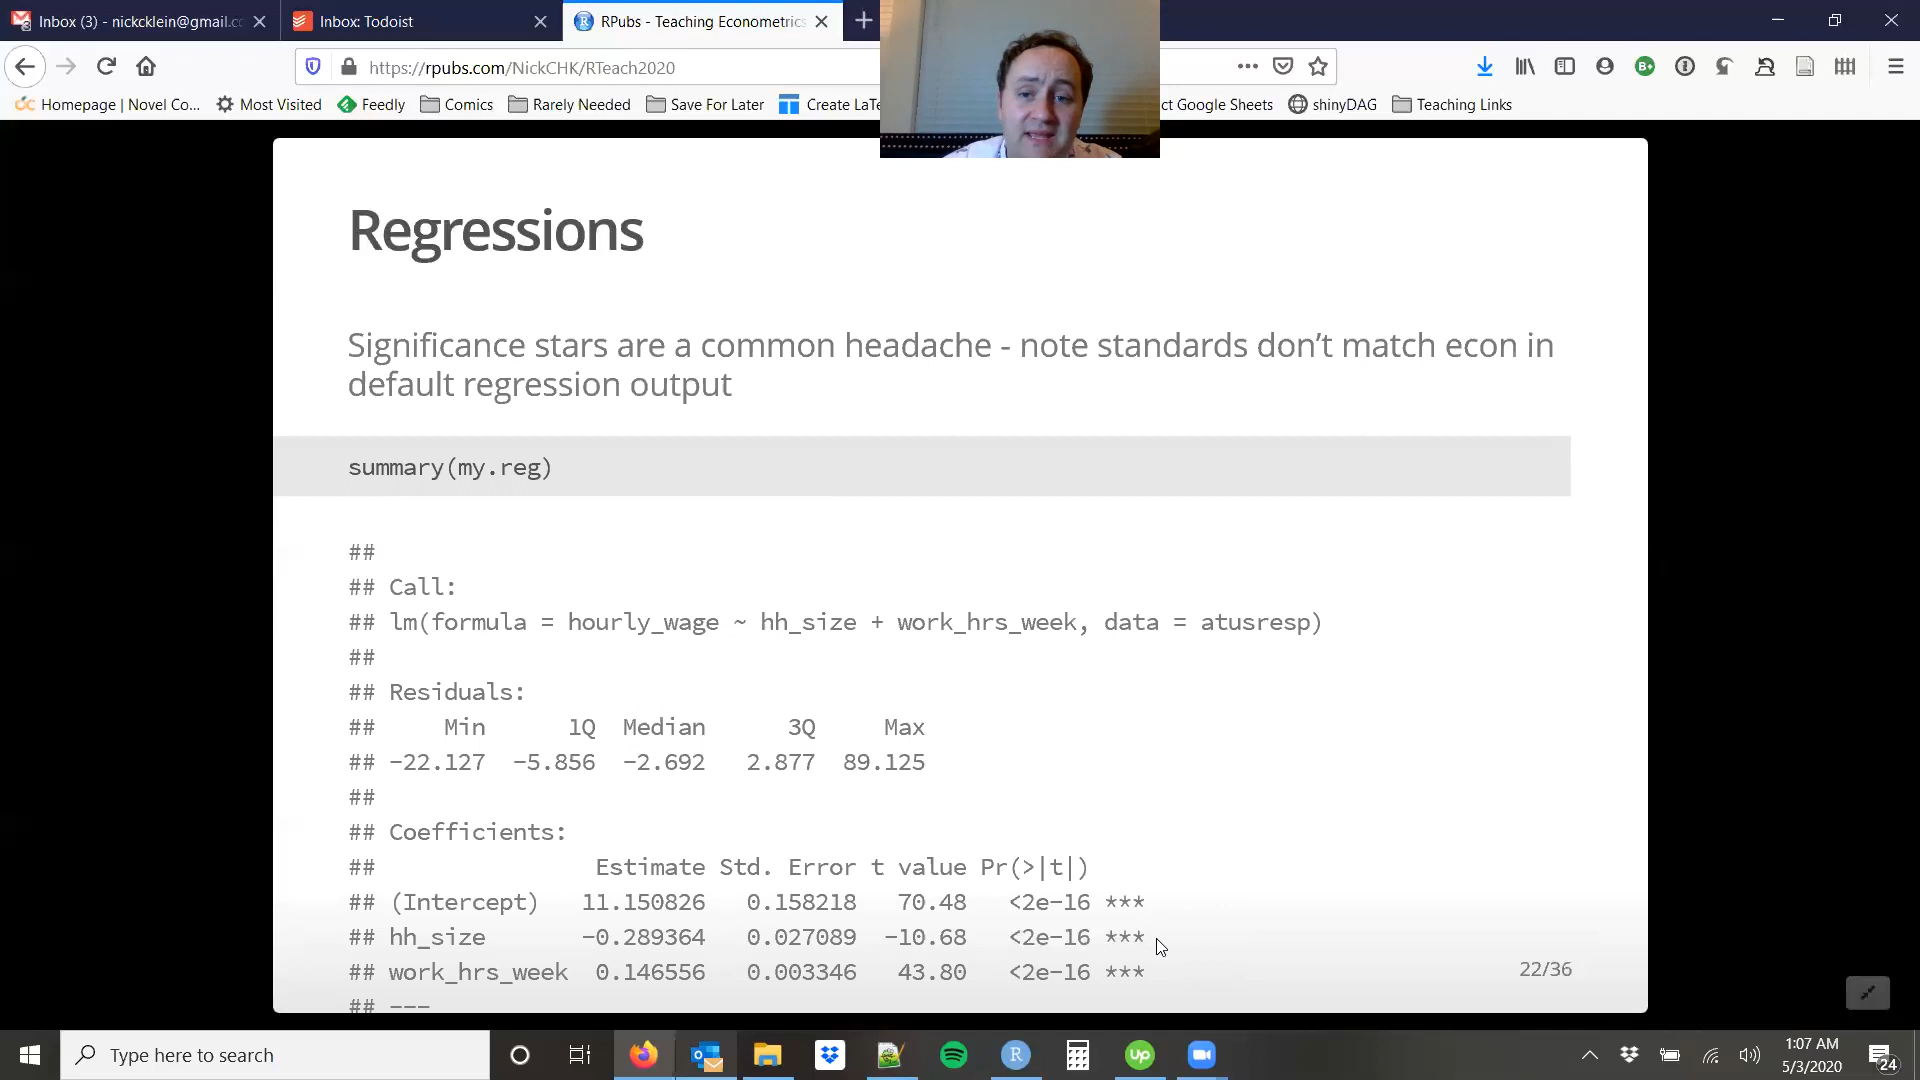 Inbox (3) - nickcklein@gmail.c
Inbox: Todoist
RPubs - Teaching Econometrics
https://rpubs.com/NickCHK/RTeach2020
Homepage | Novel Co...
Most Visited
Feedly
Comics
Rarely Needed
Save For Later
Create LaTe
ct Google Sheets
shinyDAG
Teaching Links
Regressions
Significance stars are a common headache - note standards don’t match econ in
default regression output
summary(my.reg)
##
## Call:
## lm(formula = hourly_wage ~ hh_size + work_hrs_week, data = atusresp)
##
## Residuals:
## Min 1Q Median 3Q Max
## -22.127 -5.856 -2.692 2.877 89.125
##
## Coefficients:
## Estimate Std. Error t value Pr(>|t|)
## (Intercept) 11.150826 0.158218 70.48 <2e-16 ***
## hh_size -0.289364 0.027089 -10.68 <2e-16 ***
## work_hrs_week 0.146556 0.003346 43.80 <2e-16 ***
## ---
22/36
Type here to search
R
up
1:07 AM
5/3/2020
24